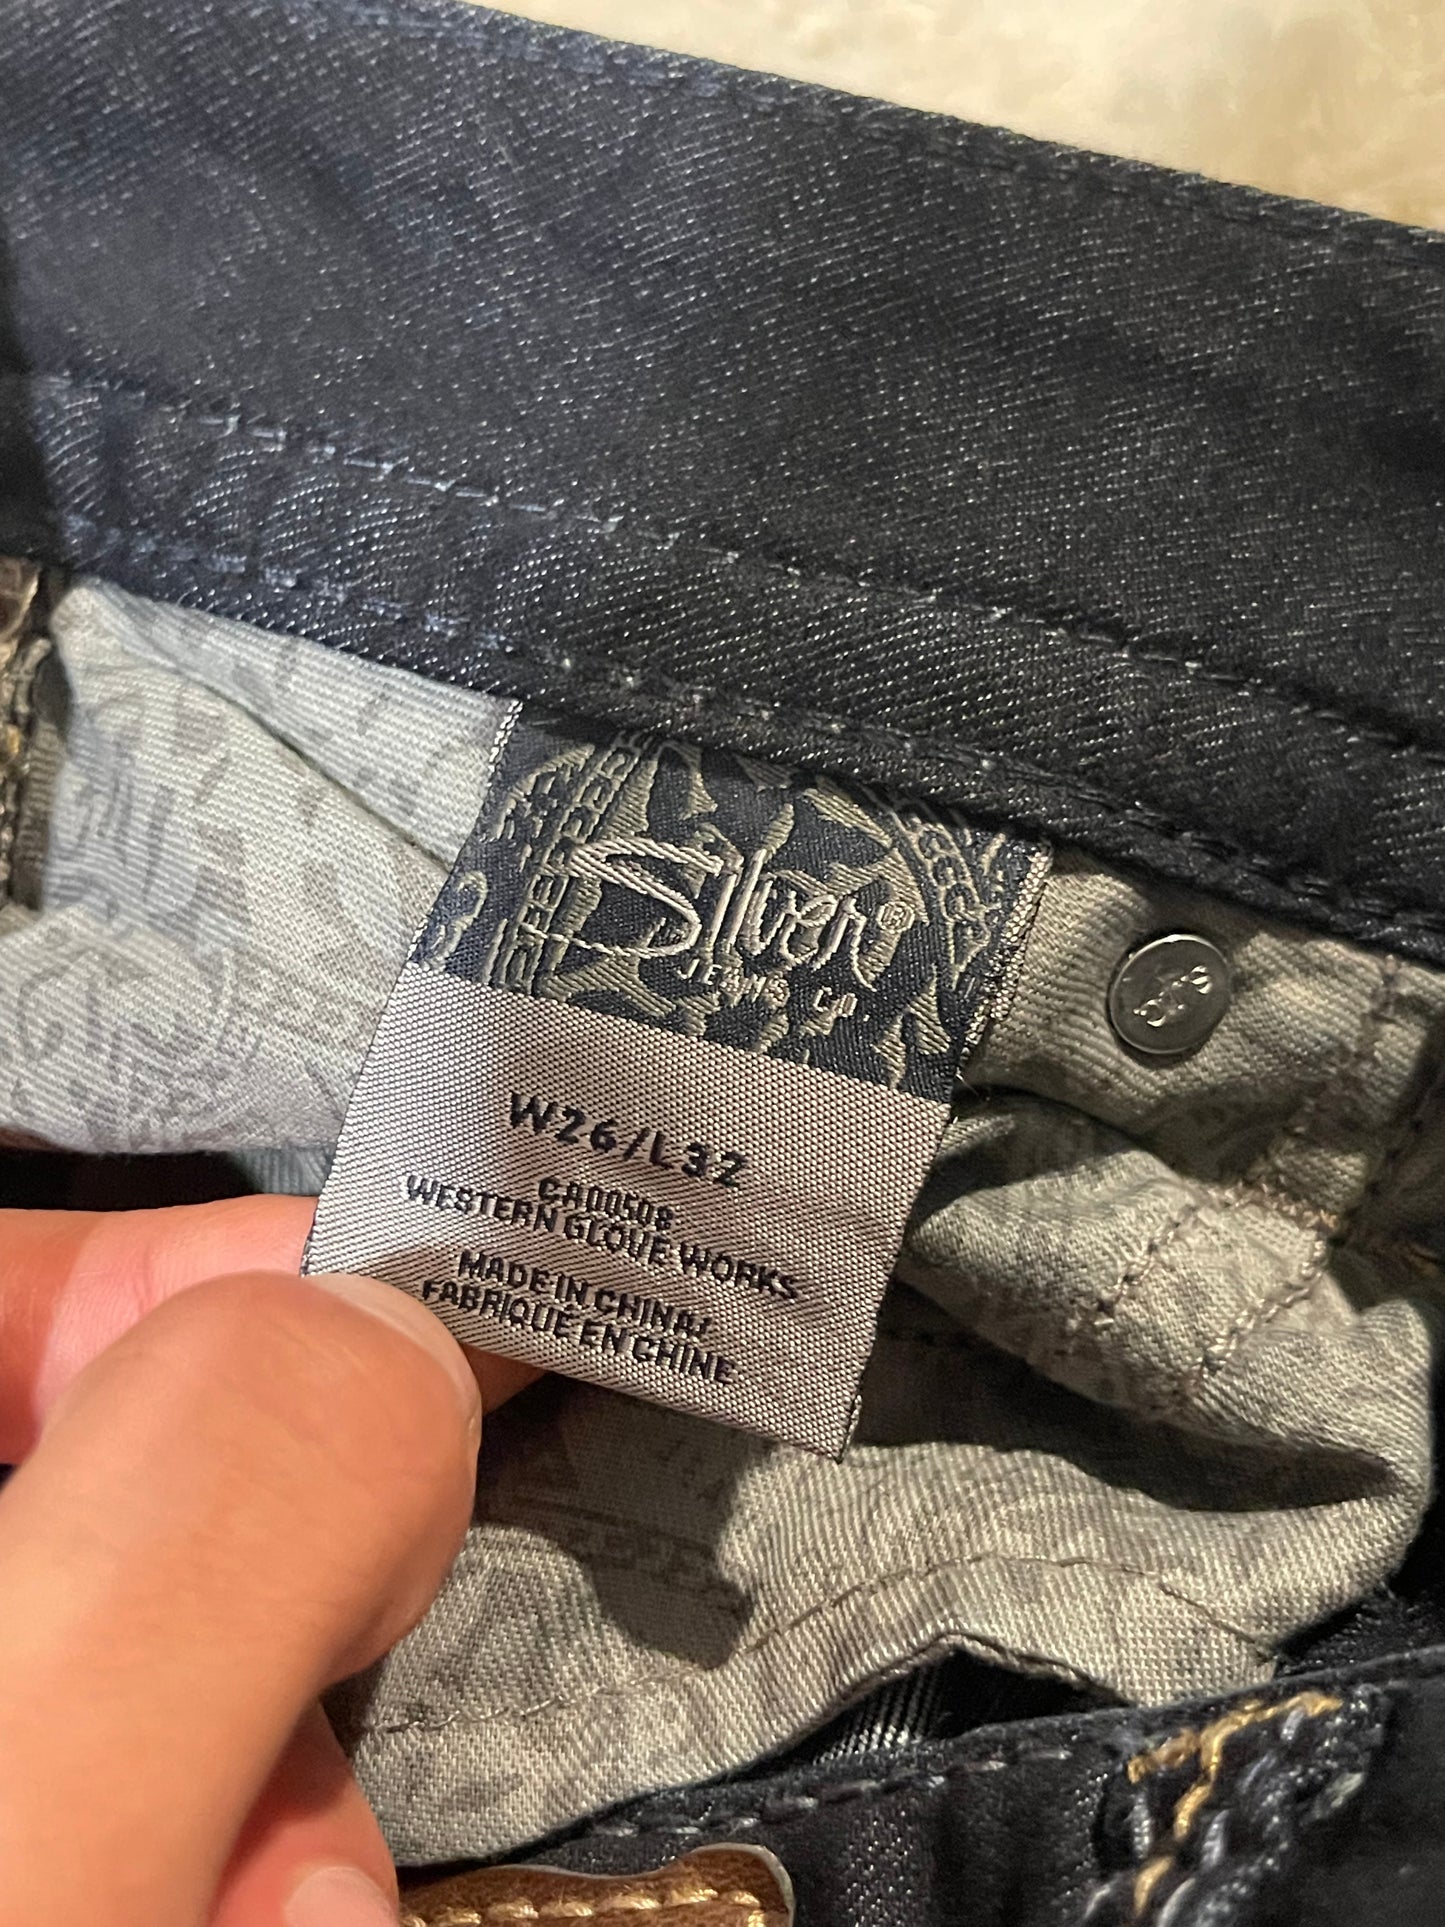 Silver®
JEANS CO
W26/L32
CA00508
WESTERN GLOVE WORKS
MADE IN CHINA/
FABRIQUÉ EN CHINE